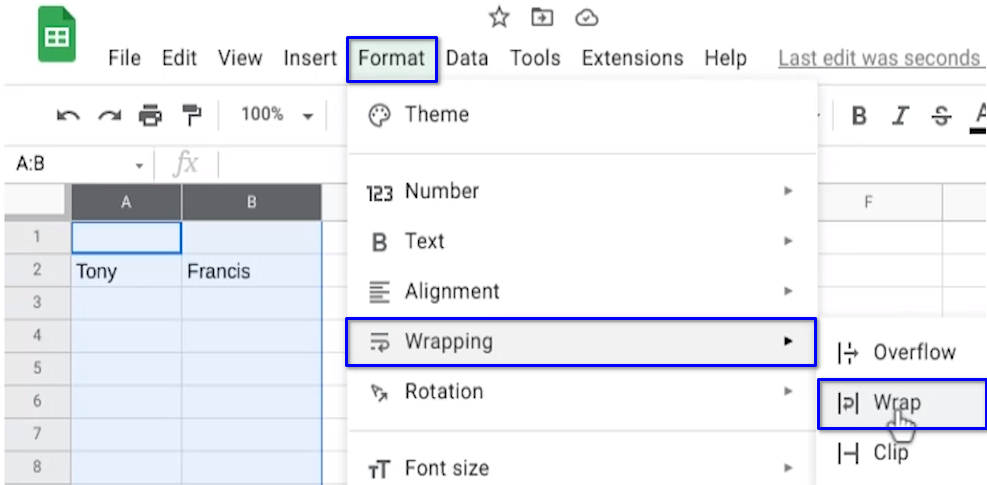 File Edit View Insert Format Data Tools Extensions Help Last edit was seconds
100% B I S A
A:B fx
Theme
A B F
123 Number
1
B Text
2 Tony Francis
Alignment
3
4 Wrapping
Overflow
5
Rotation
6 Wrap
7
Clip
8 Font size